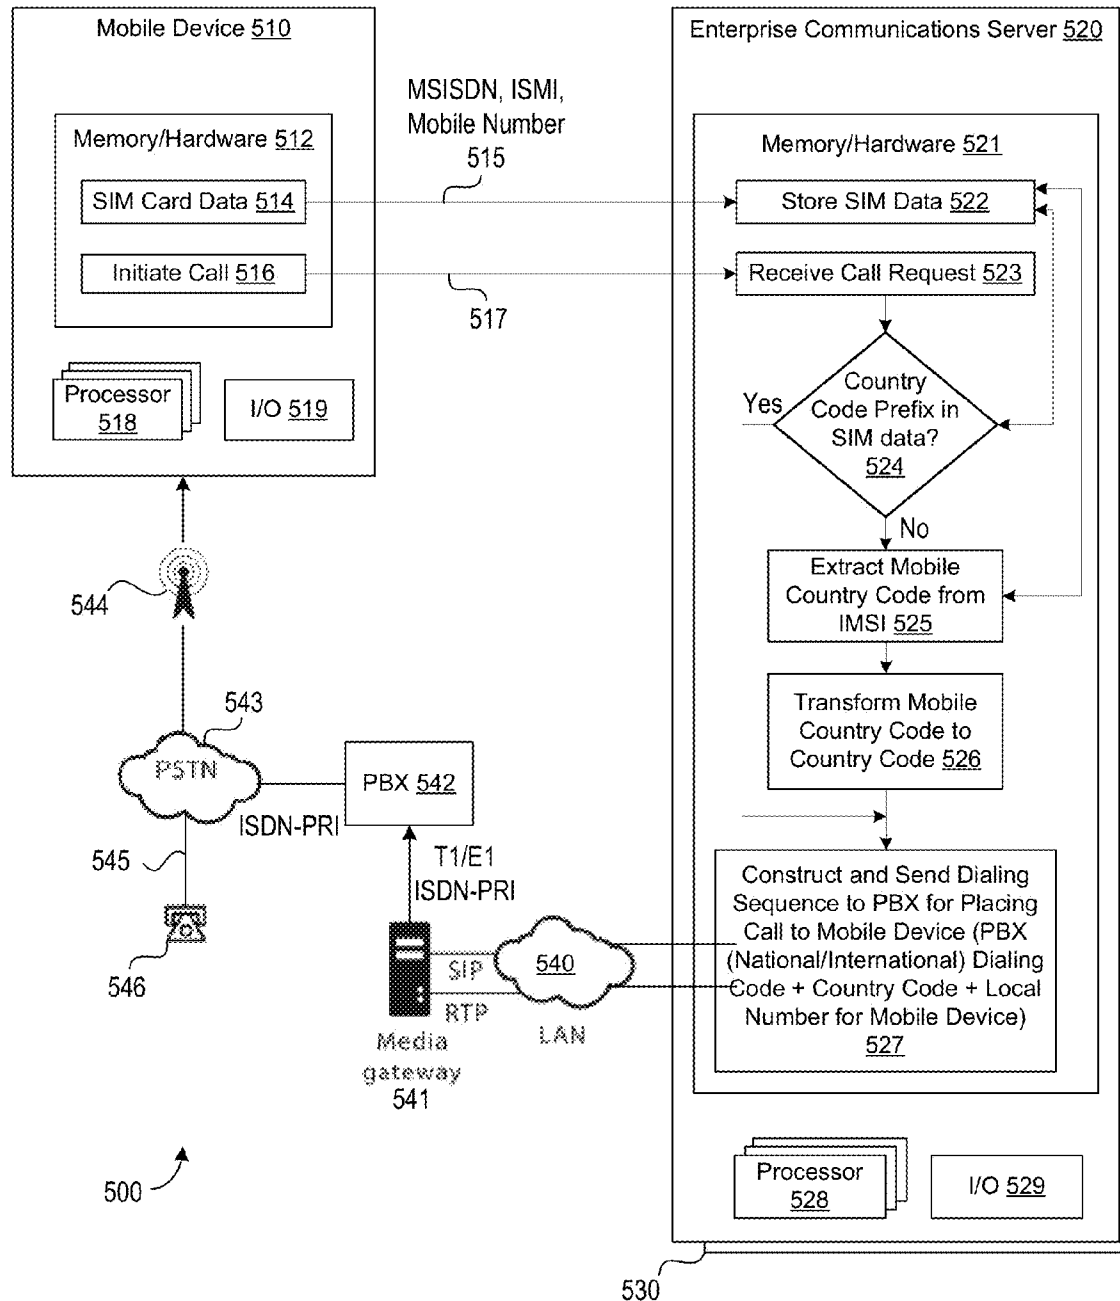 Mobile Device 510
Memory/Hardware 512
SIM Card Data 514
Initiate Call 516
Processor
518
I/O 519
MSISDN, ISMI,
Mobile Number
515
517
Enterprise Communications Server 520
Memory/Hardware 521
Store SIM Data 522
Receive Call Request 523
Country
Code Prefix in
SIM data?
524
Yes
No
Extract Mobile
Country Code from
IMSI 525
Transform Mobile
Country Code to
Country Code 526
Construct and Send Dialing
Sequence to PBX for Placing
Call to Mobile Device (PBX
(National/International) Dialing
Code + Country Code + Local
Number for Mobile Device)
527
Processor
528
I/O 529
530
544
543
PSTN
PBX 542
ISDN-PRI
545
546
T1/E1
ISDN-PRI
SIP
RTP
540
LAN
Media
gateway
541
500